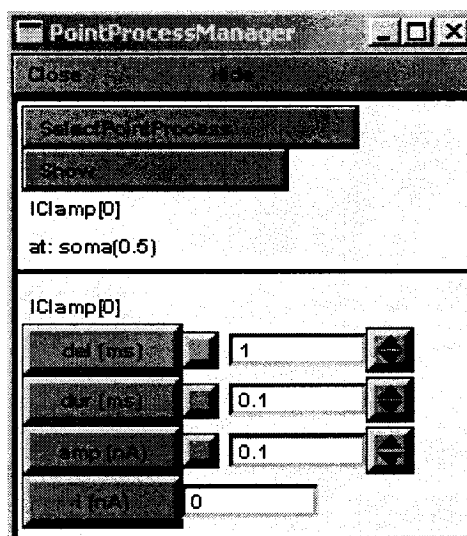 PointProcessManager
Close Hide
SelectPointProcess
Show
IClamp[0]
at: soma(0.5)
IClamp[0]
del (ms) 1
dur (ms) 0.1
amp (nA) 0.1
i (nA) 0